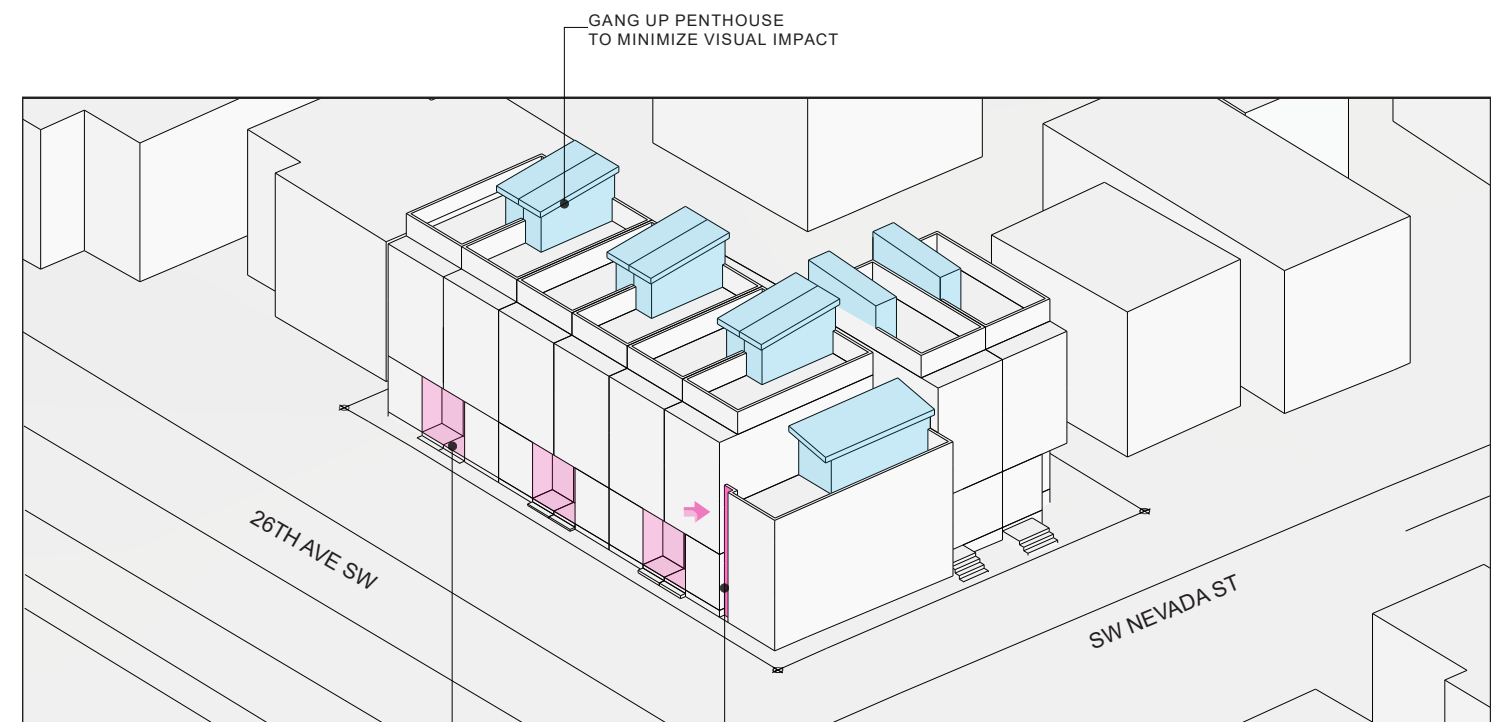 GANG UP PENTHOUSE
TO MINIMIZE VISUAL IMPACT
26TH AVE SW
SW NEVADA ST